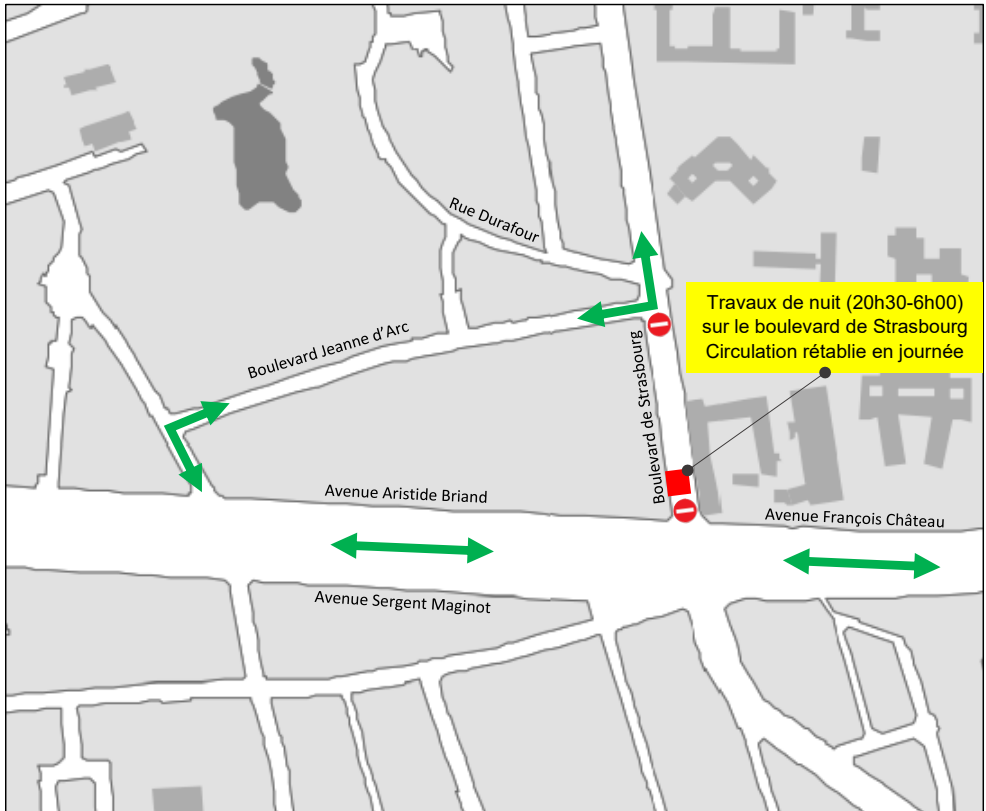 Rue Durafour
Travaux de nuit (20h30-6h00)
sur le boulevard de Strasbourg
Circulation rétablie en journée
Boulevard Jeanne d’Arc
Boulevard de Strasbourg
Avenue Aristide Briand
Avenue François Château
Avenue Sergent Maginot